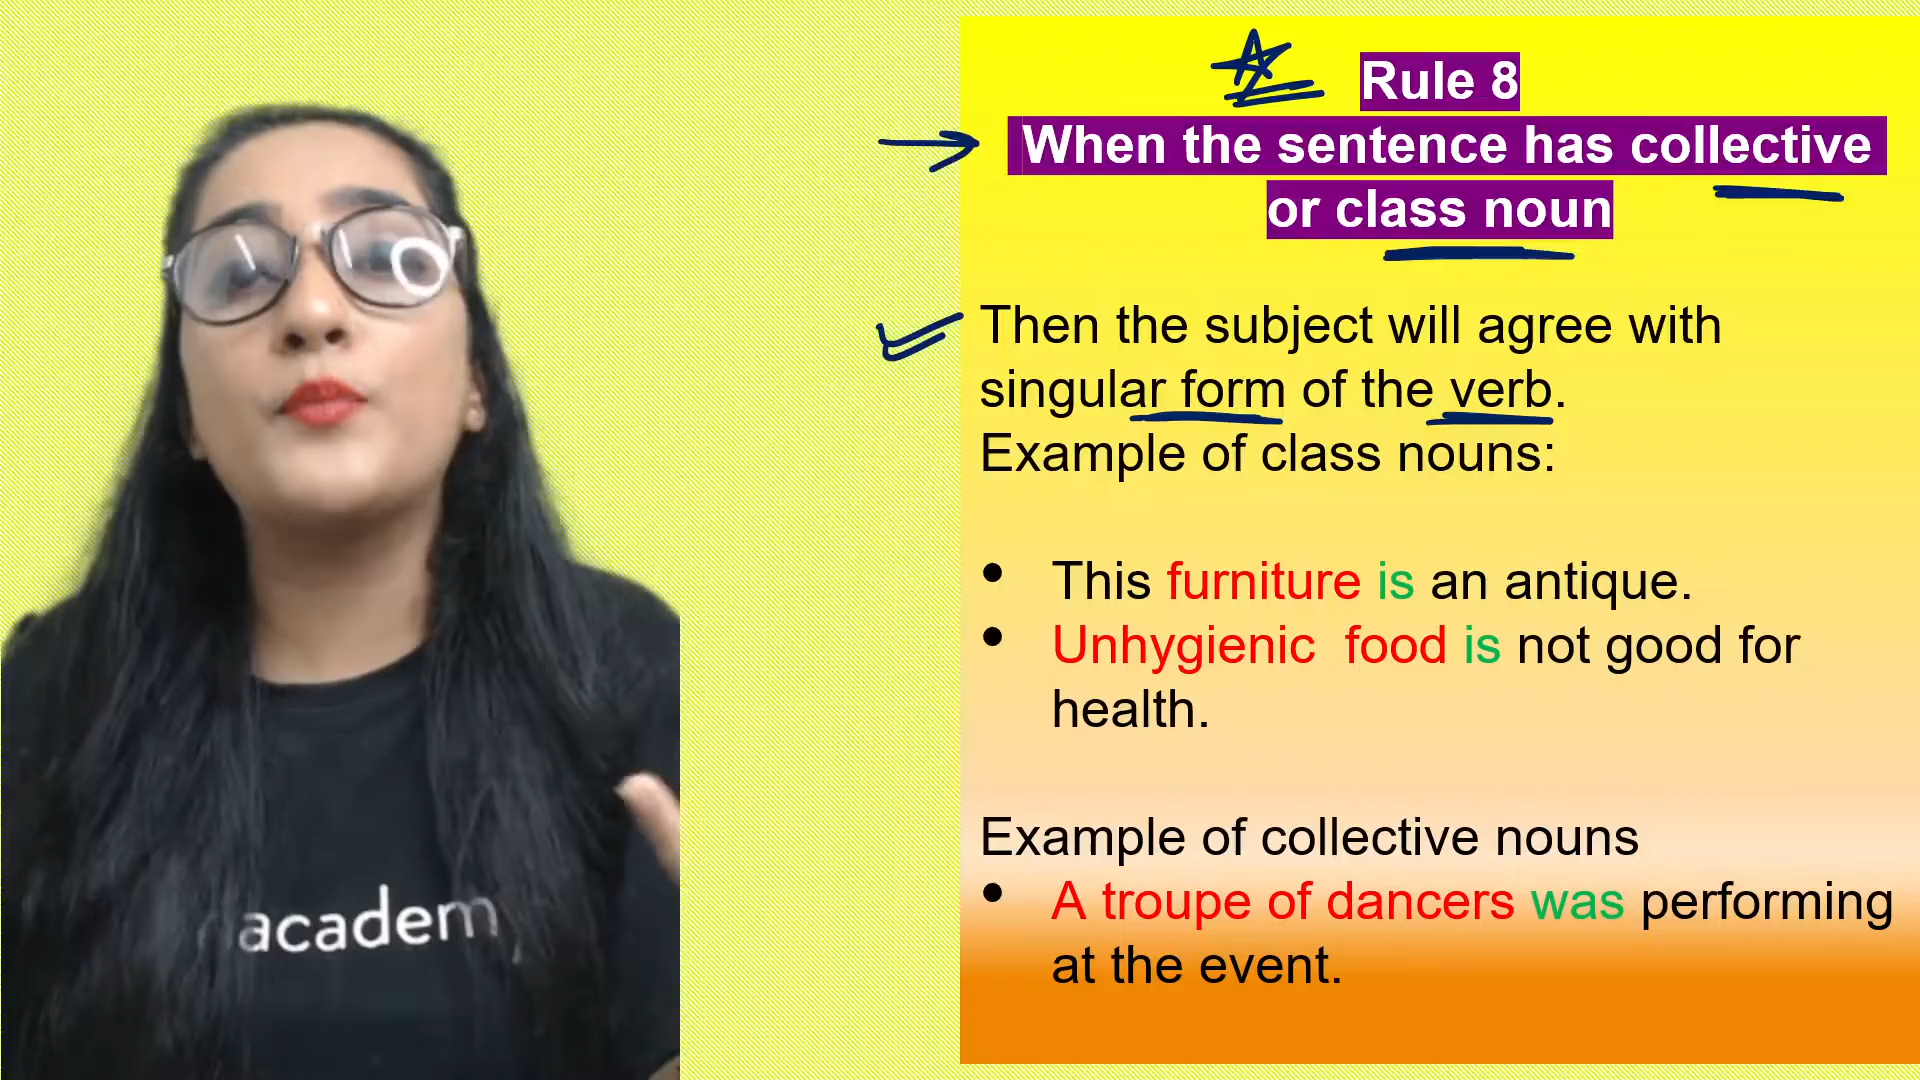 Rule 8
When the sentence has collective
or class noun
Then the subject will agree with
singular form of the verb.
Example of class nouns:
• This furniture is an antique.
• Unhygienic food is not good for
health.
Example of collective nouns
• A troupe of dancers was performing
at the event.
academy